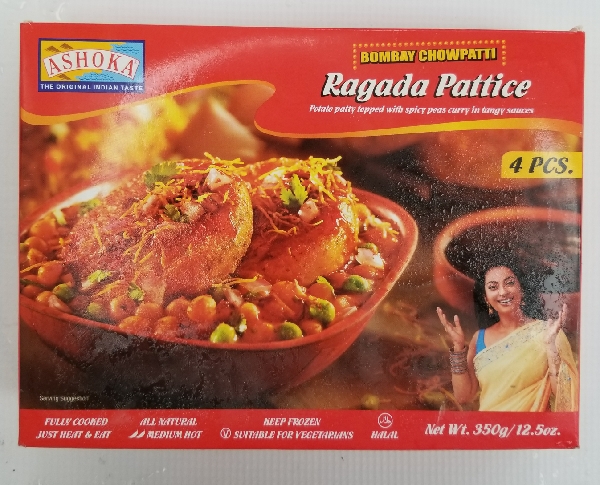 ASHOKA
THE ORIGINAL INDIAN TASTE
BOMBAY CHOWPATTI
Ragada Pattice
Potato patty topped with spicy peas curry in tangy sauces
4 PCS.
Serving Suggestion
FULLY COOKED
JUST HEAT & EAT
ALL NATURAL
MEDIUM HOT
KEEP FROZEN
V SUITABLE FOR VEGETARIANS
HALAL
Net Wt. 350g/12.5oz.